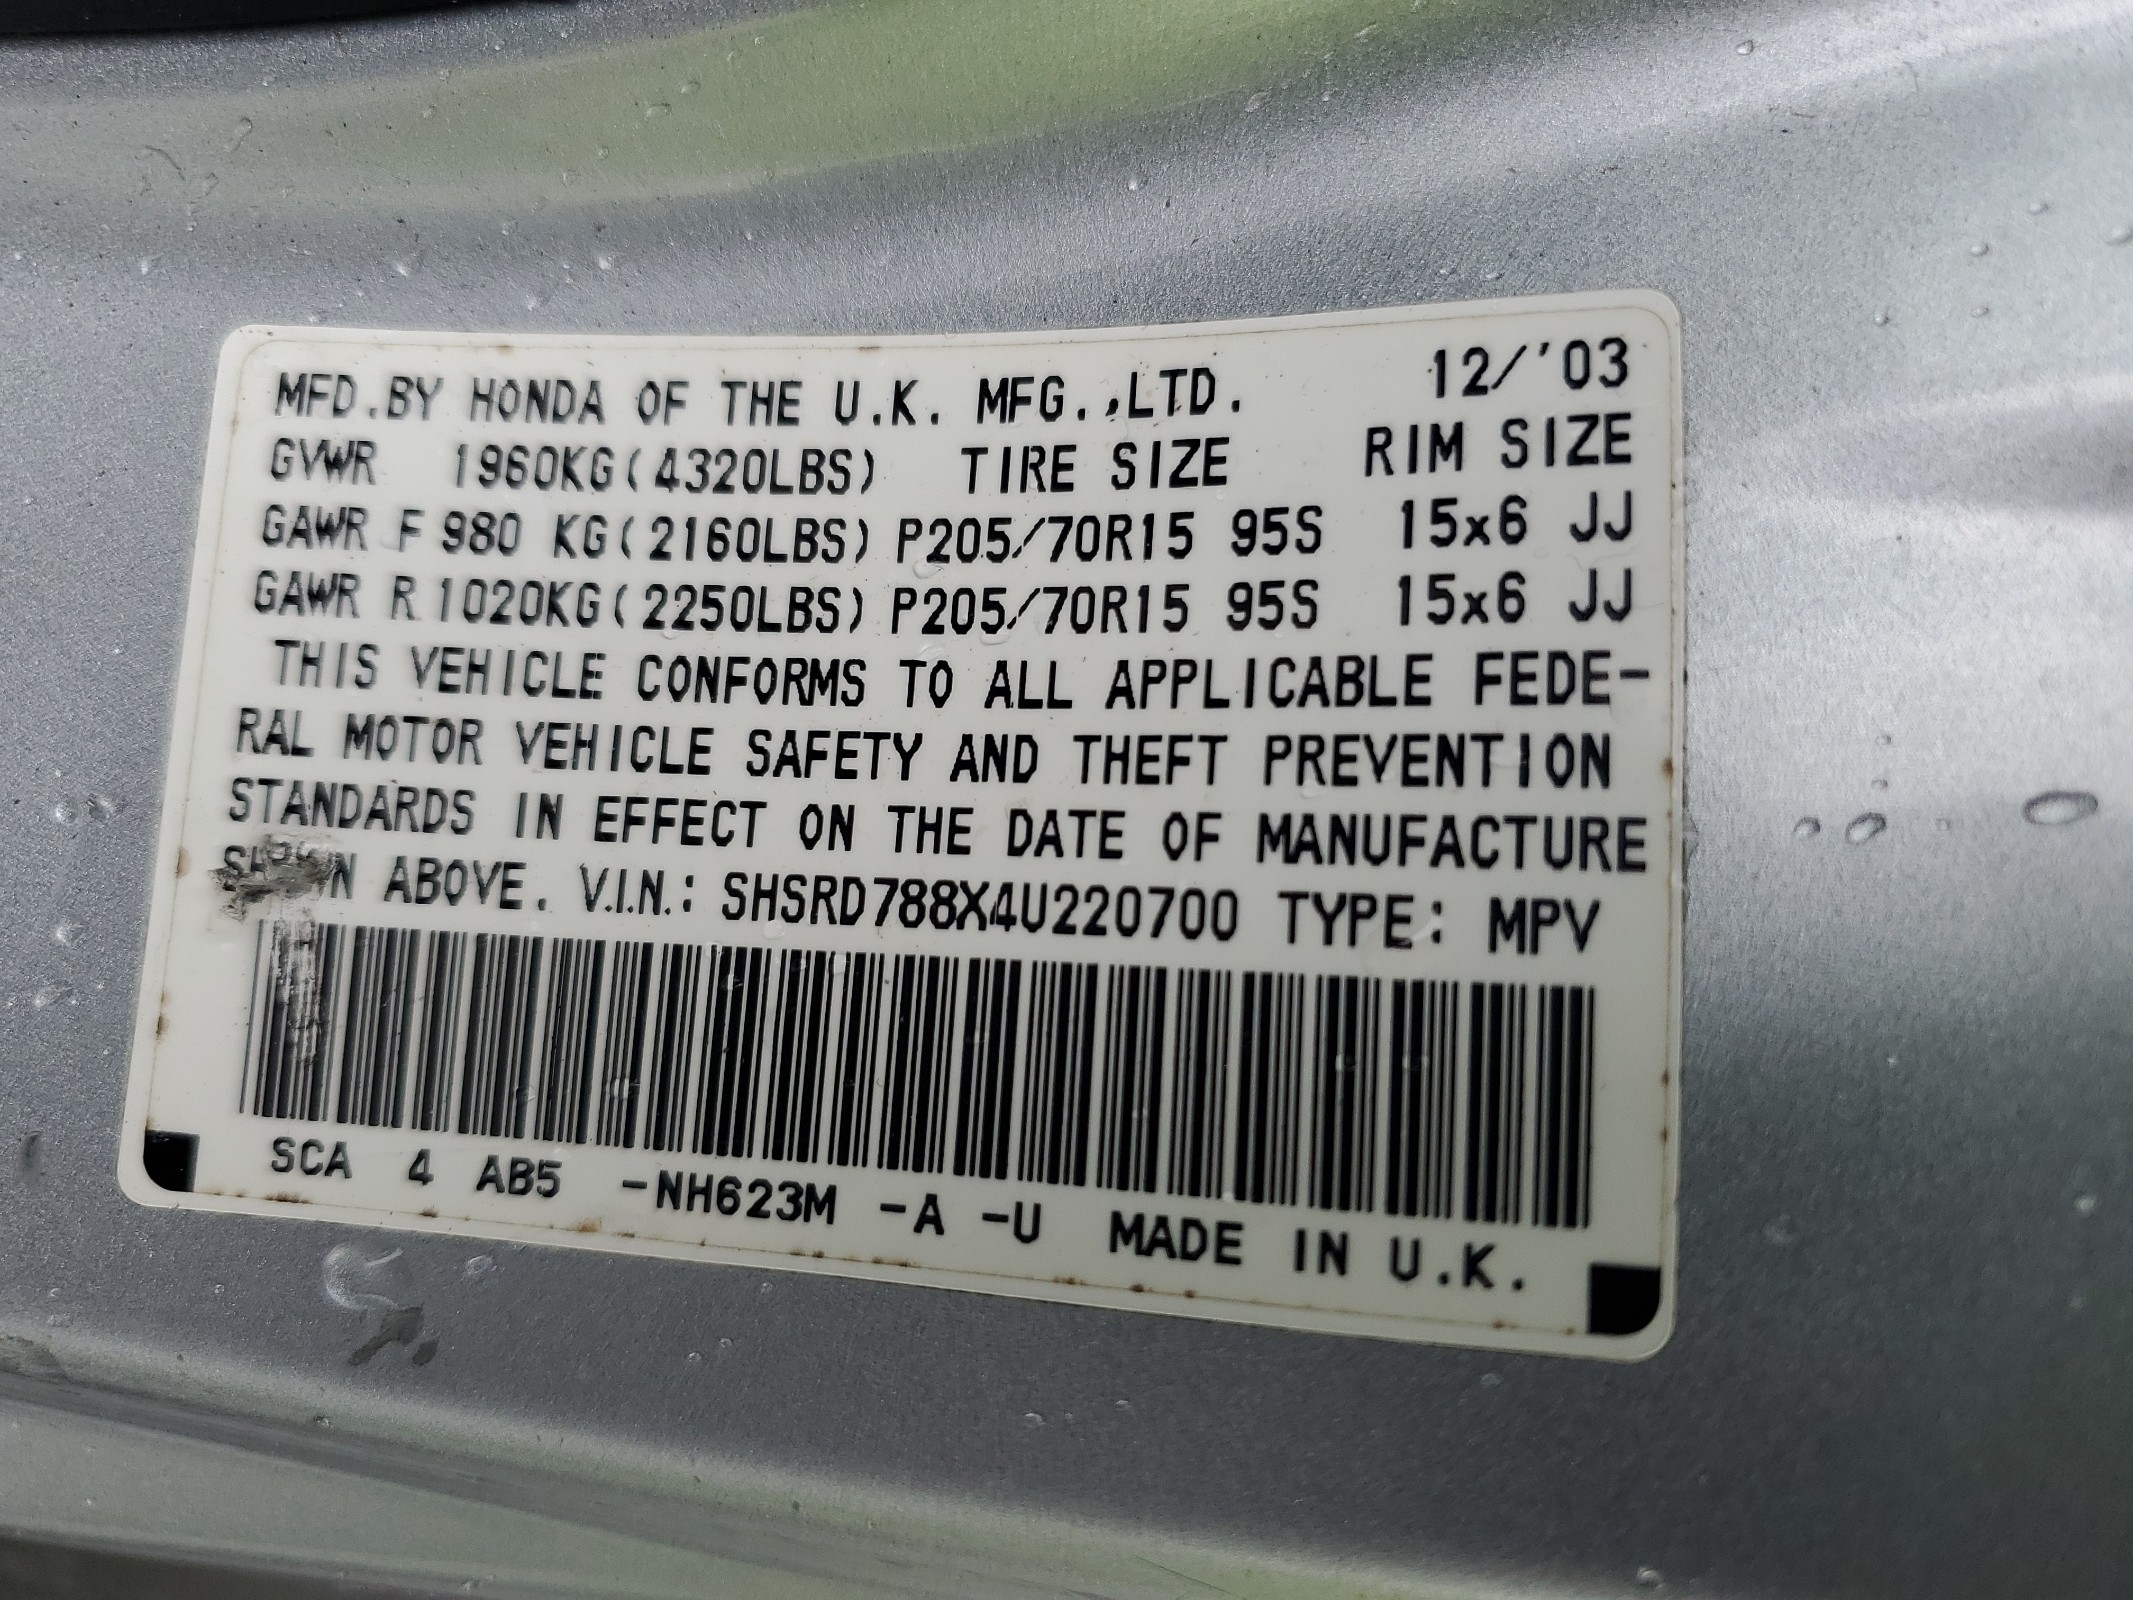 MFD.BY HONDA OF THE U.K. MFG.,LTD. 12/'03
GVWR 1960KG(4320LBS) TIRE SIZE RIM SIZE
GAWR F 980 KG(2160LBS) P205/70R15 95S 15x6 JJ
GAWR R 1020KG(2250LBS) P205/70R15 95S 15x6 JJ
THIS VEHICLE CONFORMS TO ALL APPLICABLE FEDE-
RAL MOTOR VEHICLE SAFETY AND THEFT PREVENTION
STANDARDS IN EFFECT ON THE DATE OF MANUFACTURE
SHOWN ABOVE. V.I.N.: SHSRD788X4U220700 TYPE: MPV
SCA 4 AB5 -NH623M -A -U MADE IN U.K.